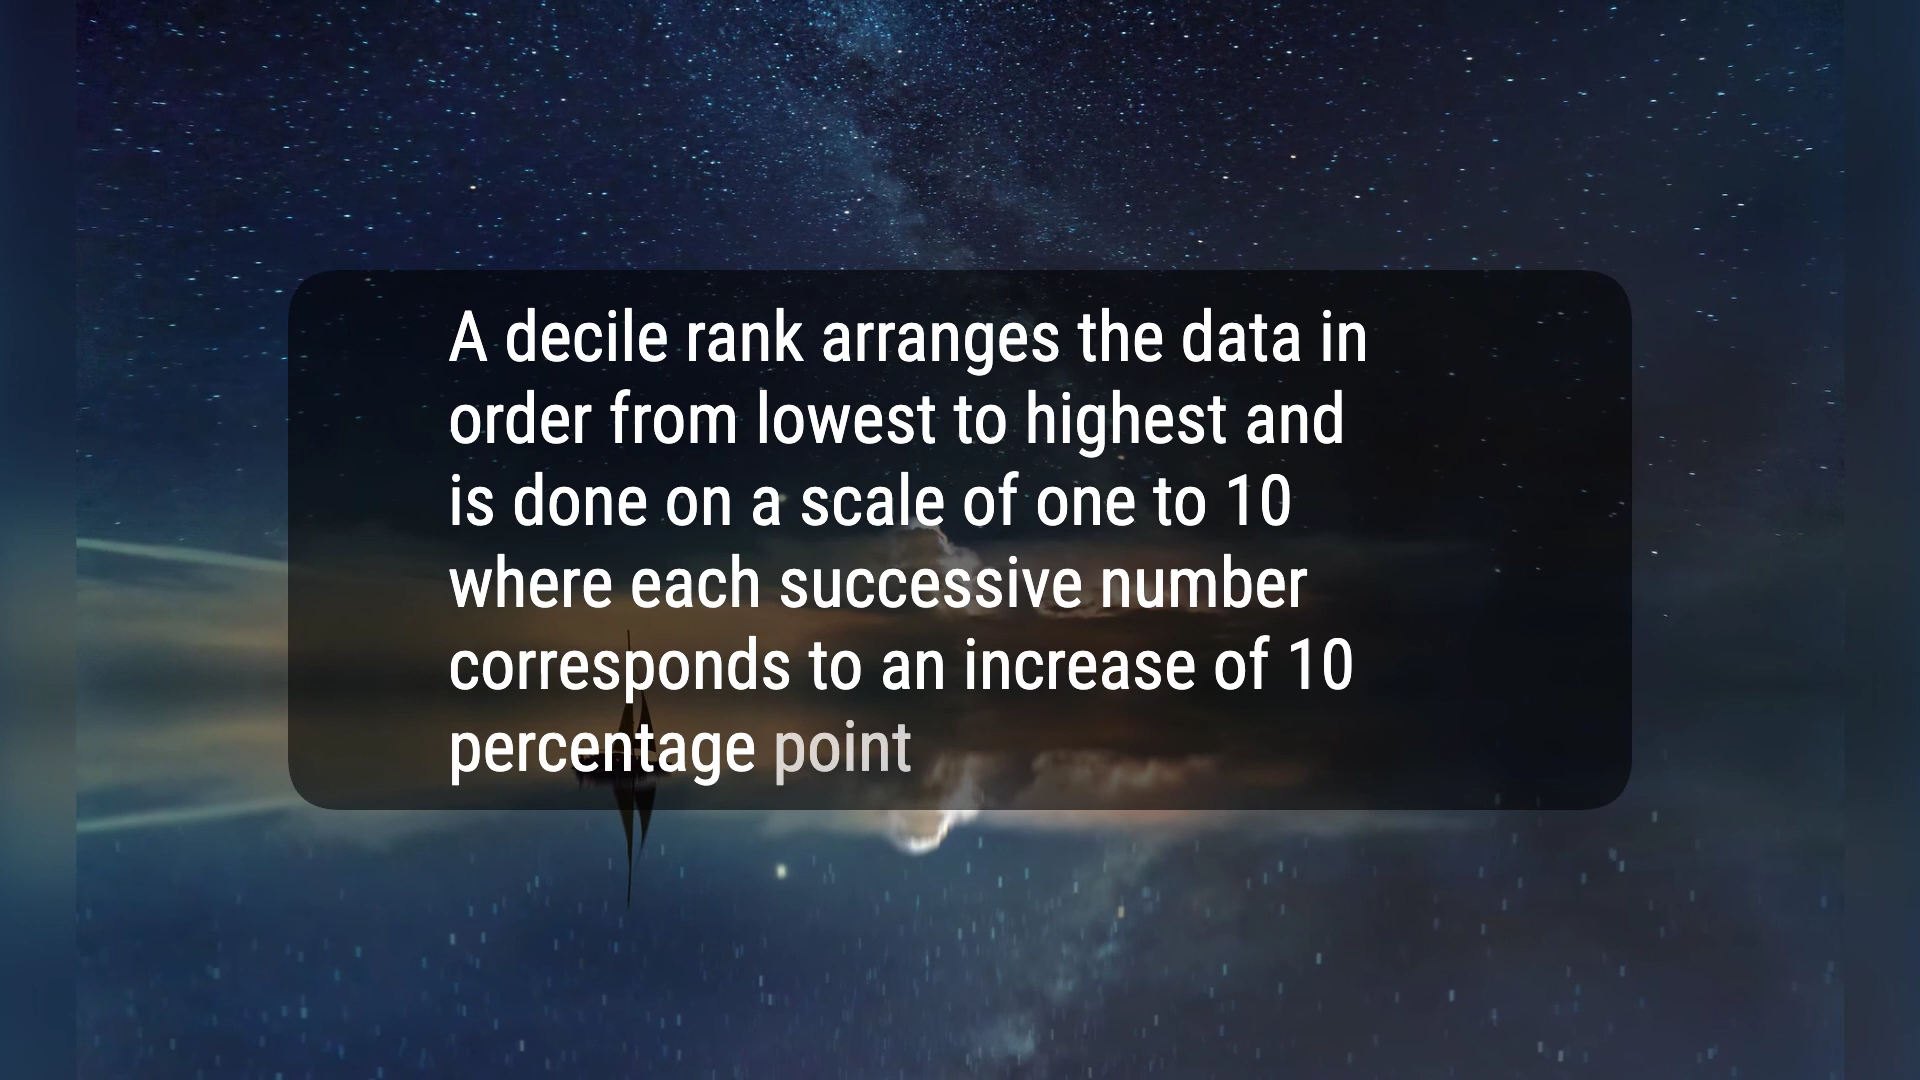 A decile rank arranges the data in
order from lowest to highest and
is done on a scale of one to 10
where each successive number
corresponds to an increase of 10
percentage point